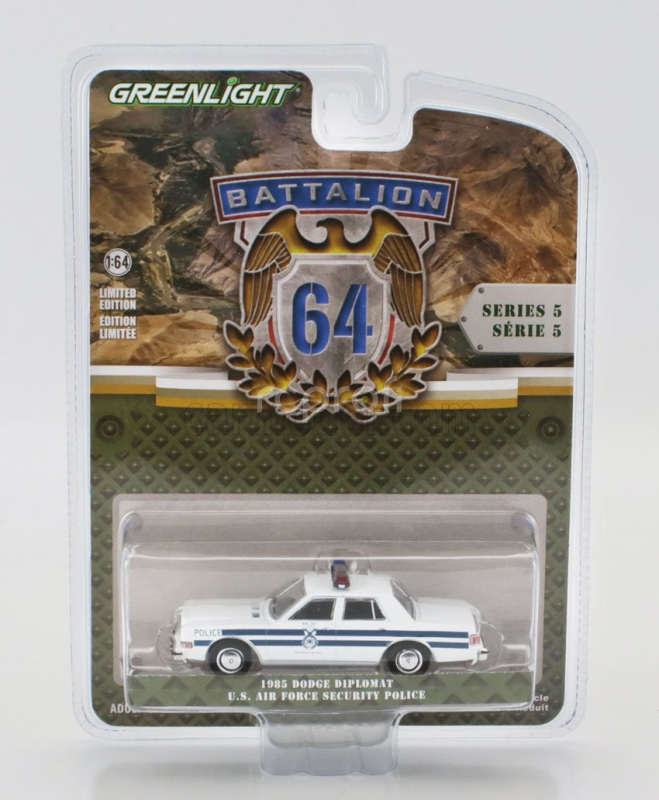 GREENLIGHT
BATTALION
64
1:64
LIMITED
EDITION
ÉDITION
LIMITÉE
SERIES 5
SÉRIE 5
POLICE
1985 DODGE DIPLOMAT
U.S. AIR FORCE SECURITY POLICE